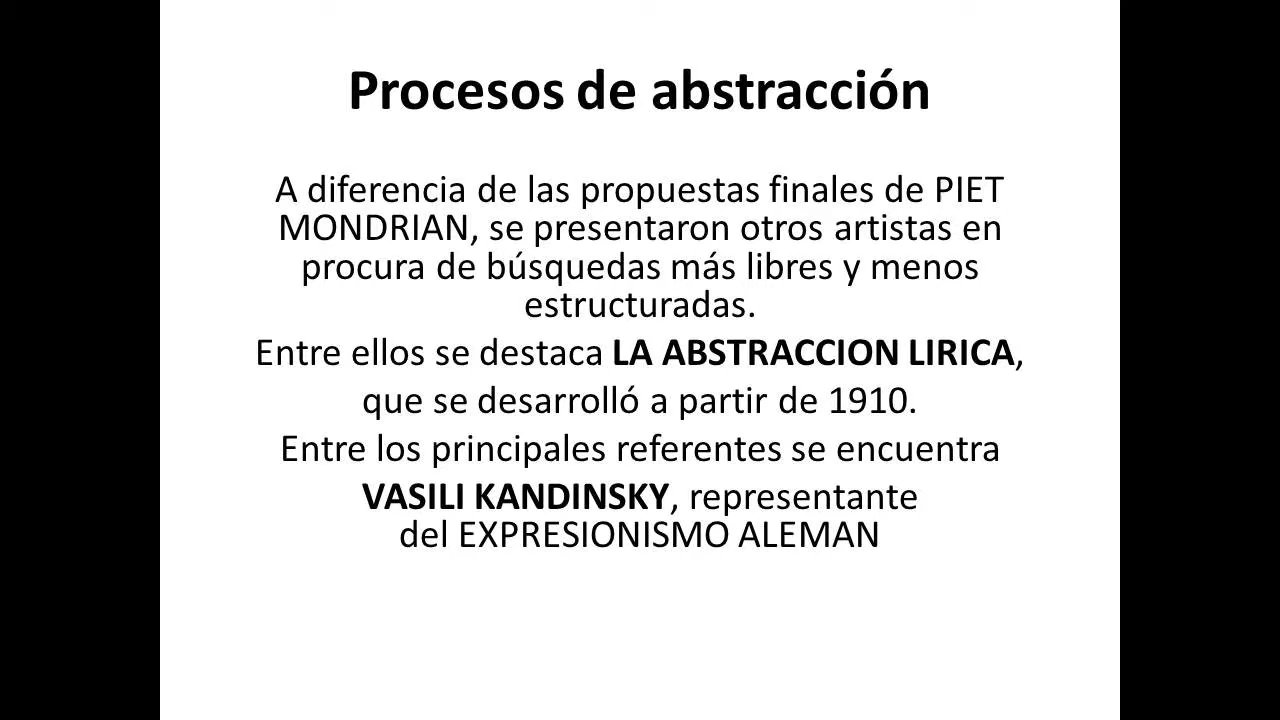 Procesos de abstracción
A diferencia de las propuestas finales de PIET
MONDRIAN, se presentaron otros artistas en
procura de búsquedas más libres y menos
estructuradas.
Entre ellos se destaca LA ABSTRACCION LIRICA,
que se desarrolló a partir de 1910.
Entre los principales referentes se encuentra
VASILI KANDINSKY, representante
del EXPRESIONISMO ALEMAN